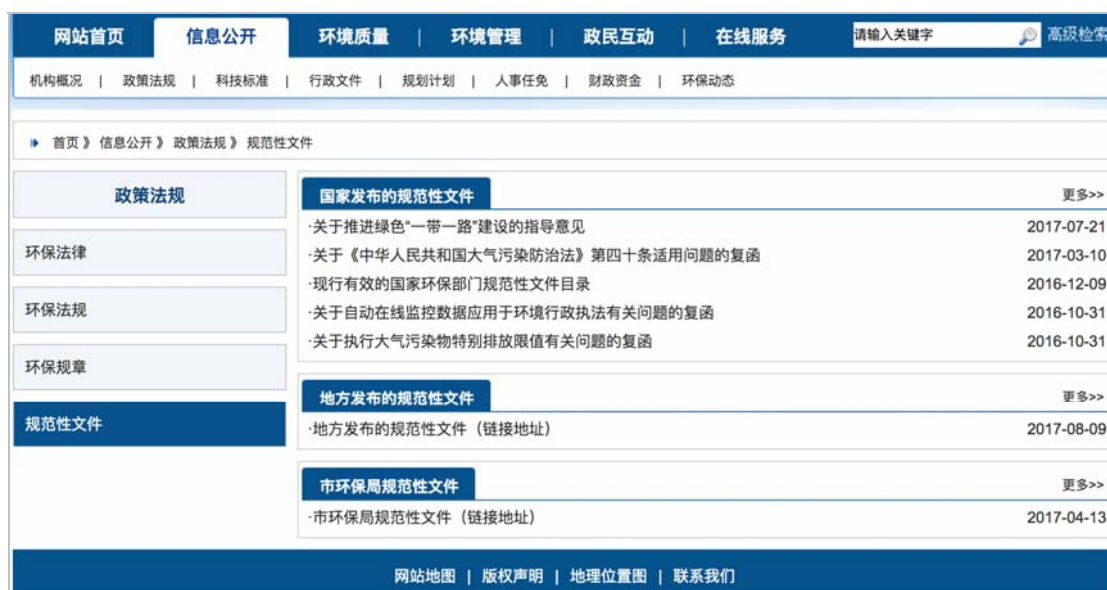 网站首页 信息公开 环境质量 | 环境管理 | 政民互动 | 在线服务 请输入关键字 高级检索
机构概况 | 政策法规 | 科技标准 | 行政文件 | 规划计划 | 人事任免 | 财政资金 | 环保动态
首页 》 信息公开 》 政策法规 》 规范性文件
政策法规
环保法律
环保法规
环保规章
规范性文件
国家发布的规范性文件 更多>>
·关于推进绿色“一带一路”建设的指导意见 2017-07-21
·关于《中华人民共和国大气污染防治法》第四十条适用问题的复函 2017-03-10
·现行有效的国家环保部门规范性文件目录 2016-12-09
·关于自动在线监控数据应用于环境行政执法有关问题的复函 2016-10-31
·关于执行大气污染物特别排放限值有关问题的复函 2016-10-31
地方发布的规范性文件 更多>>
·地方发布的规范性文件（链接地址） 2017-08-09
市环保局规范性文件 更多>>
·市环保局规范性文件（链接地址） 2017-04-13
网站地图 | 版权声明 | 地理位置图 | 联系我们